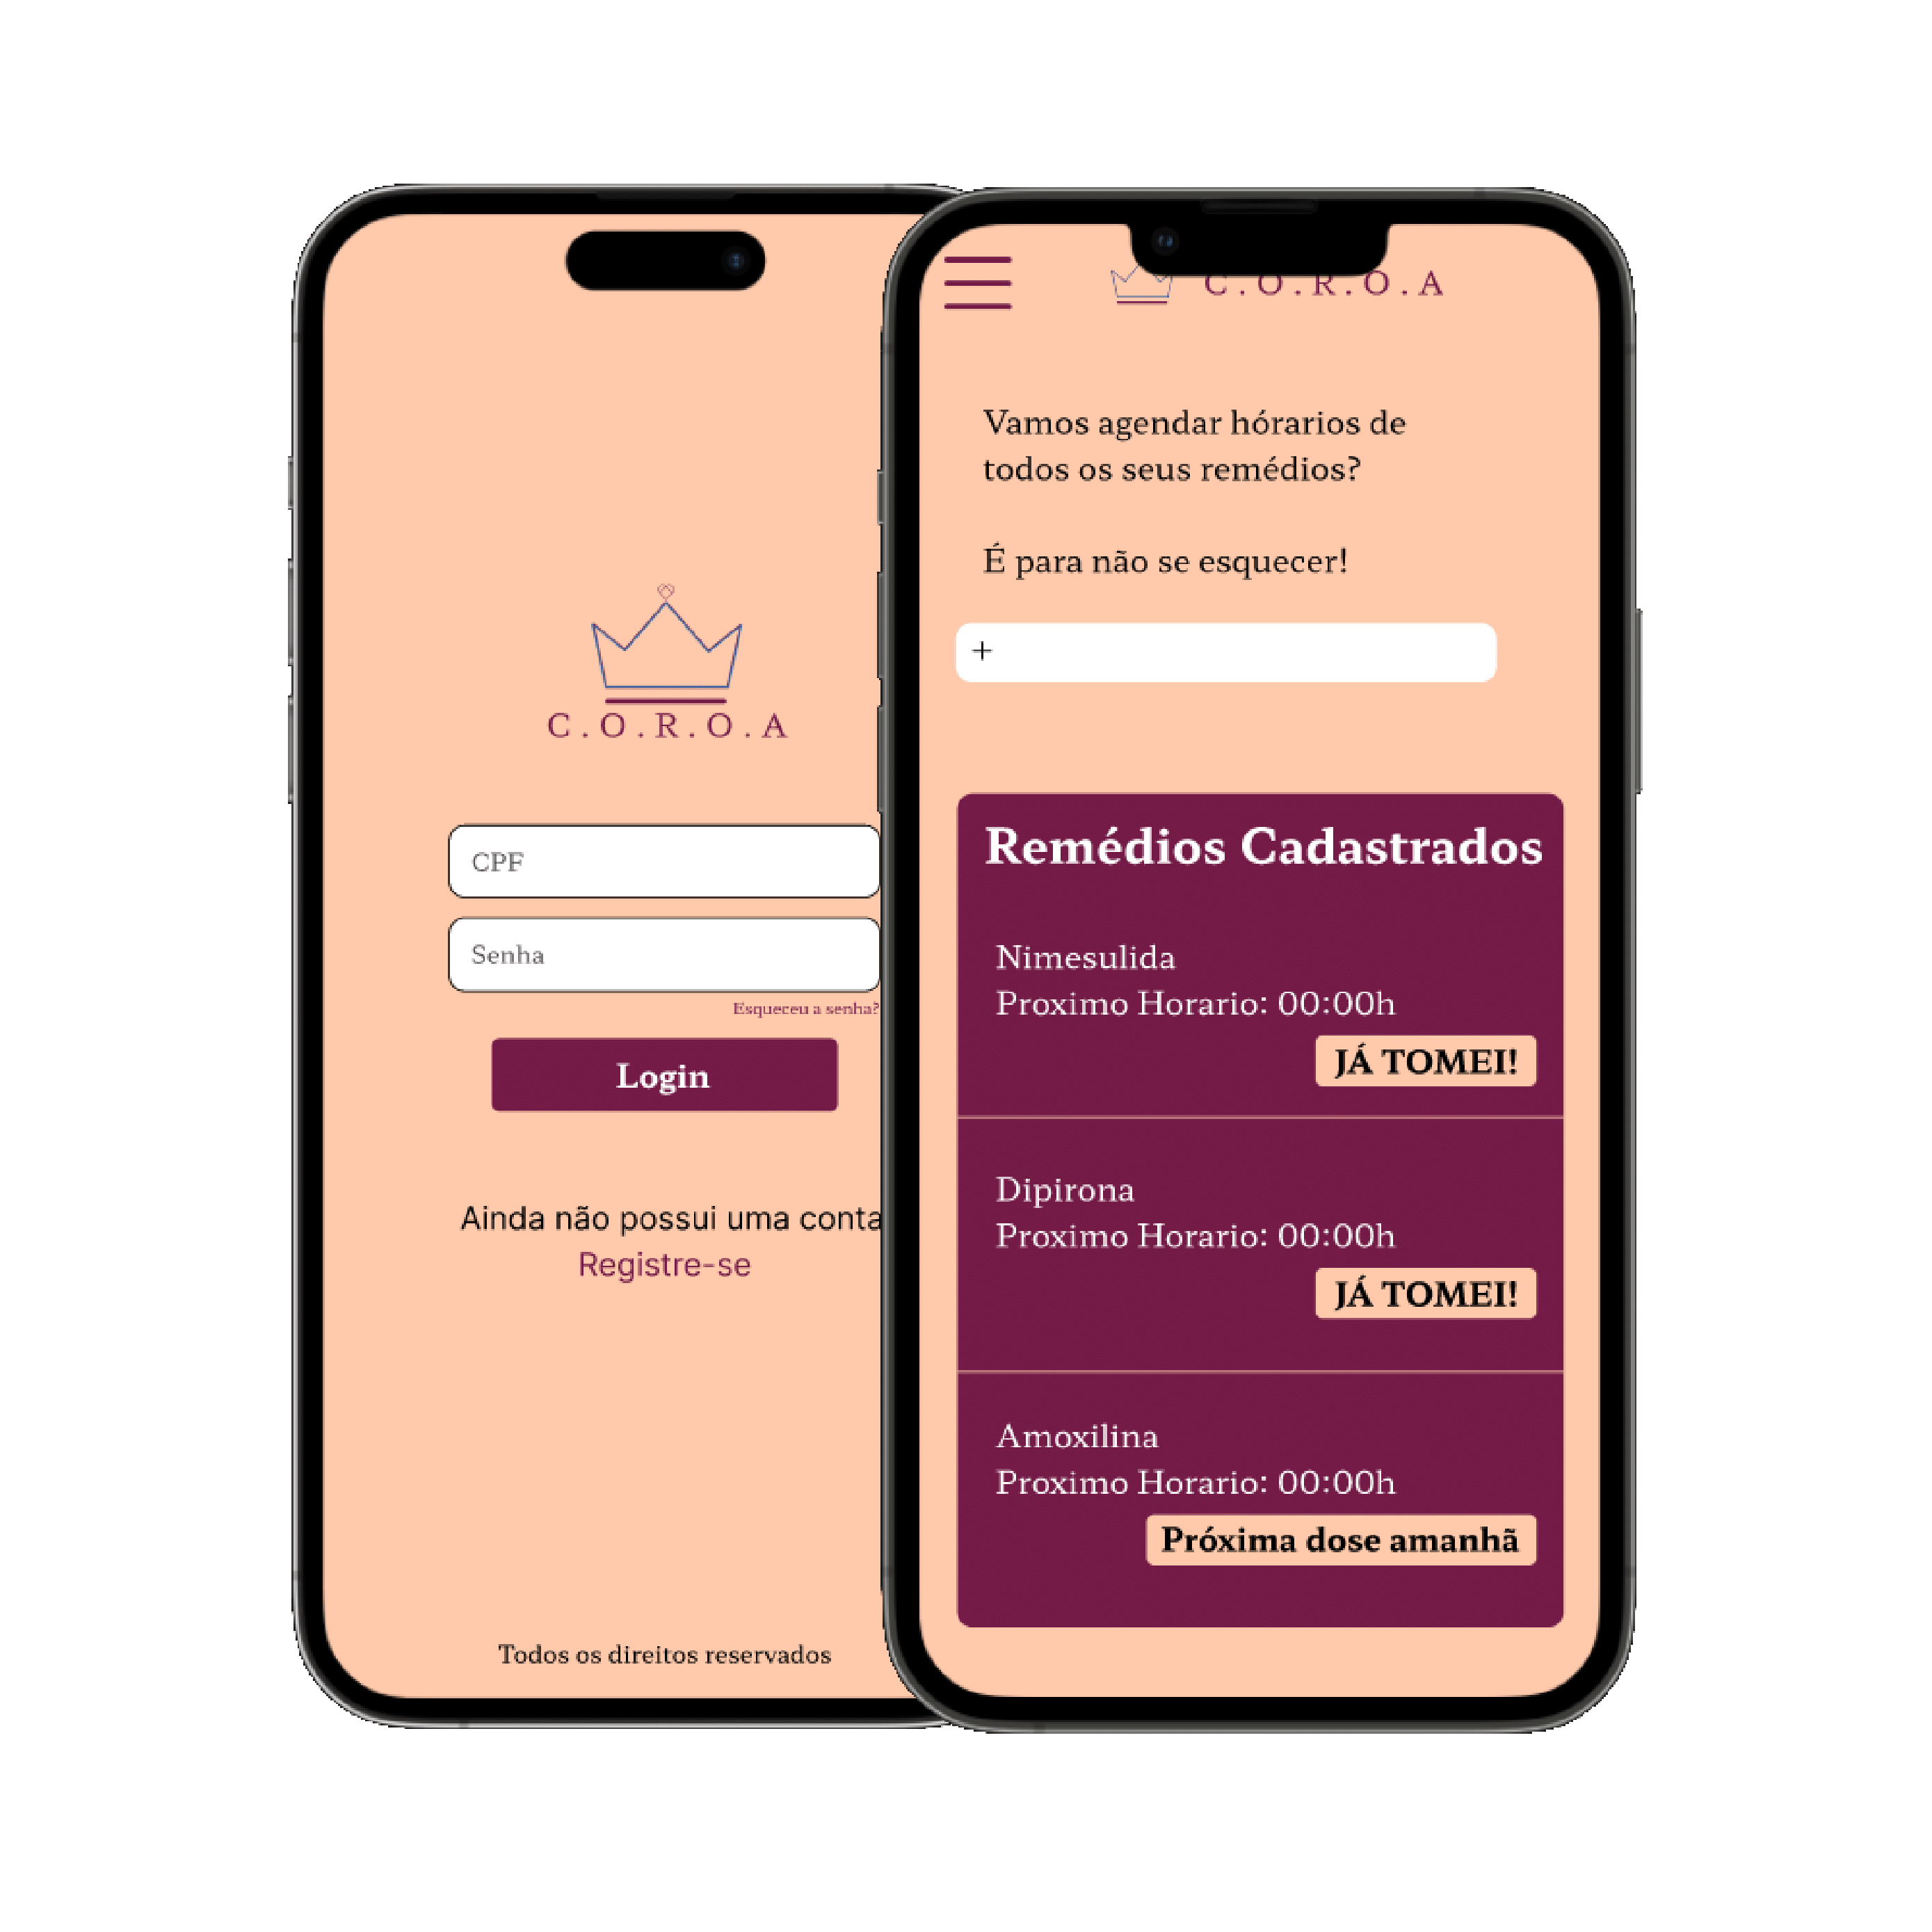 C.O.R.O.A
CPF
Senha
Esqueceu a senha?
Login
Ainda não possui uma conta
Registre-se
Todos os direitos reservados
C.O.R.O.A
Vamos agendar hórarios de
todos os seus remédios?
É para não se esquecer!
+
Remédios Cadastrados
Nimesulida
Proximo Horario: 00:00h
JÁ TOMEI!
Dipirona
Proximo Horario: 00:00h
JÁ TOMEI!
Amoxilina
Proximo Horario: 00:00h
Próxima dose amanhã